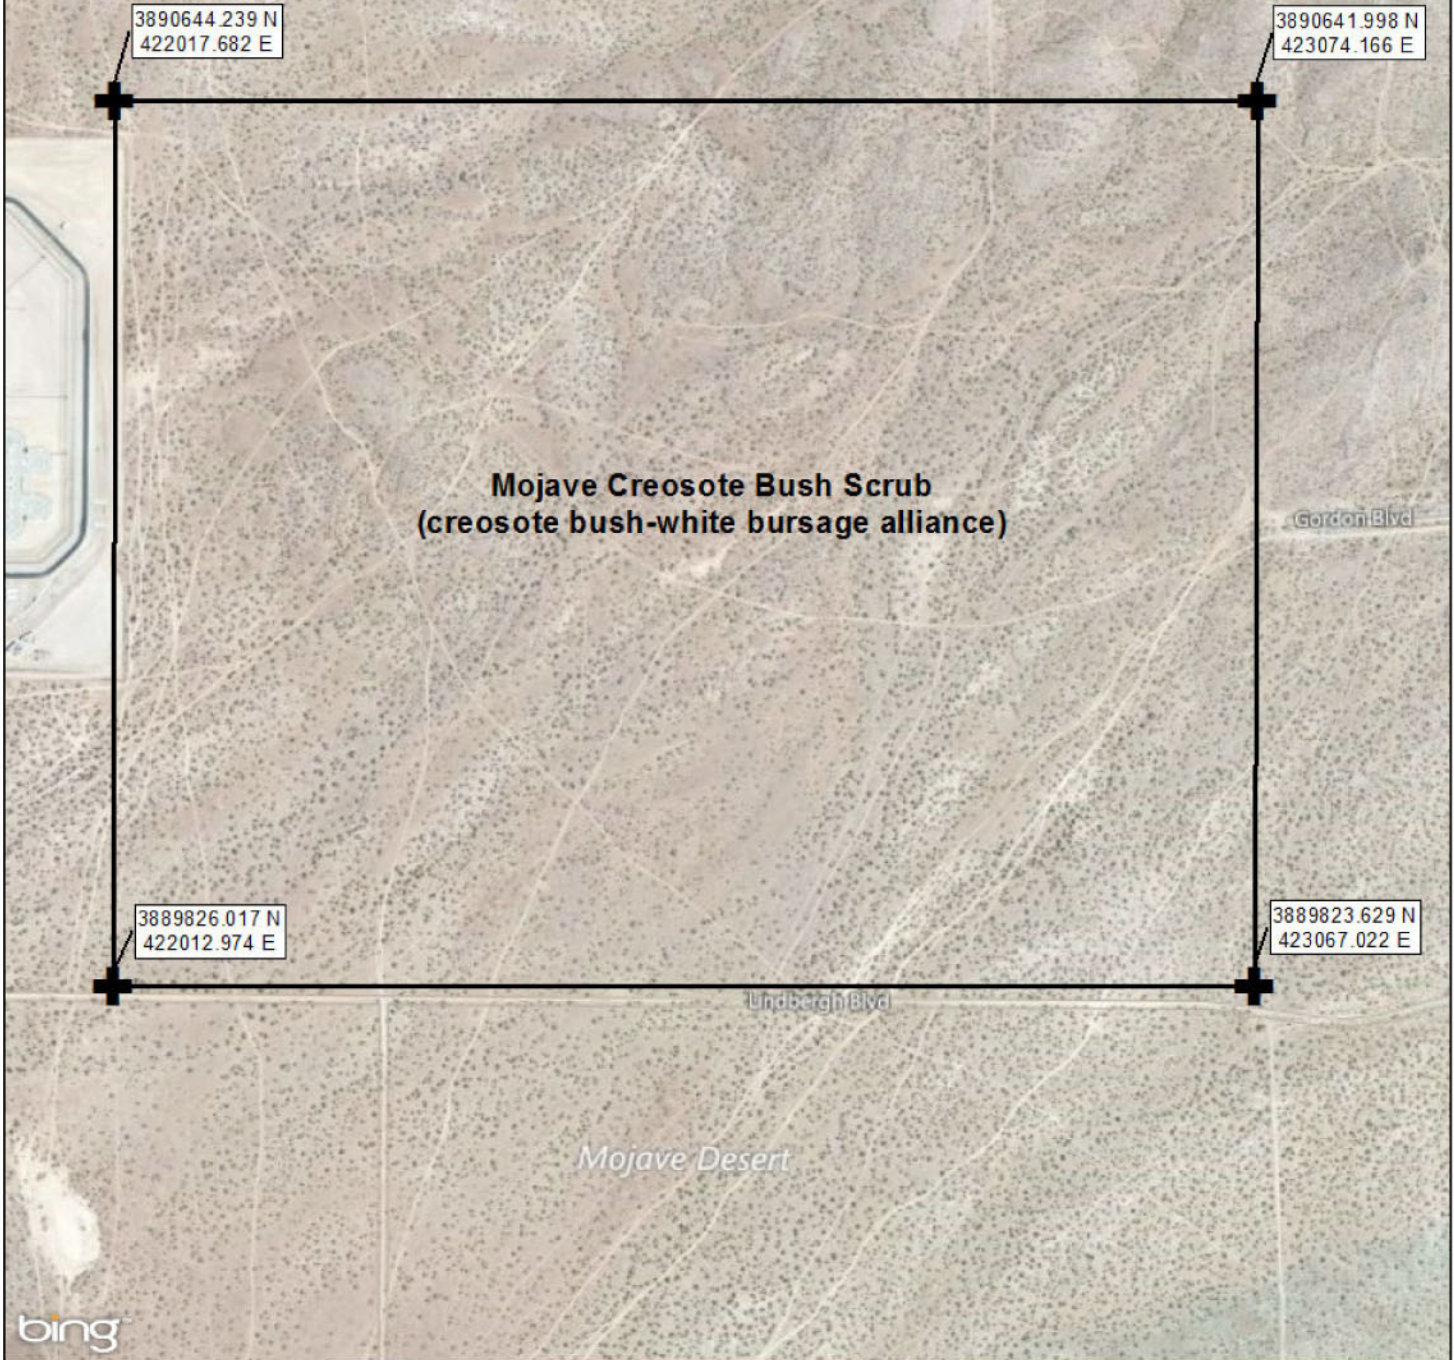 3890644.239 N
422017.682 E
3890641.998 N
423074.166 E
Mojave Creosote Bush Scrub
(creosote bush-white bursage alliance)
Gordon Blvd
3889826.017 N
422012.974 E
3889823.629 N
423067.022 E
Lindbergh Blvd
Mojave Desert
bing